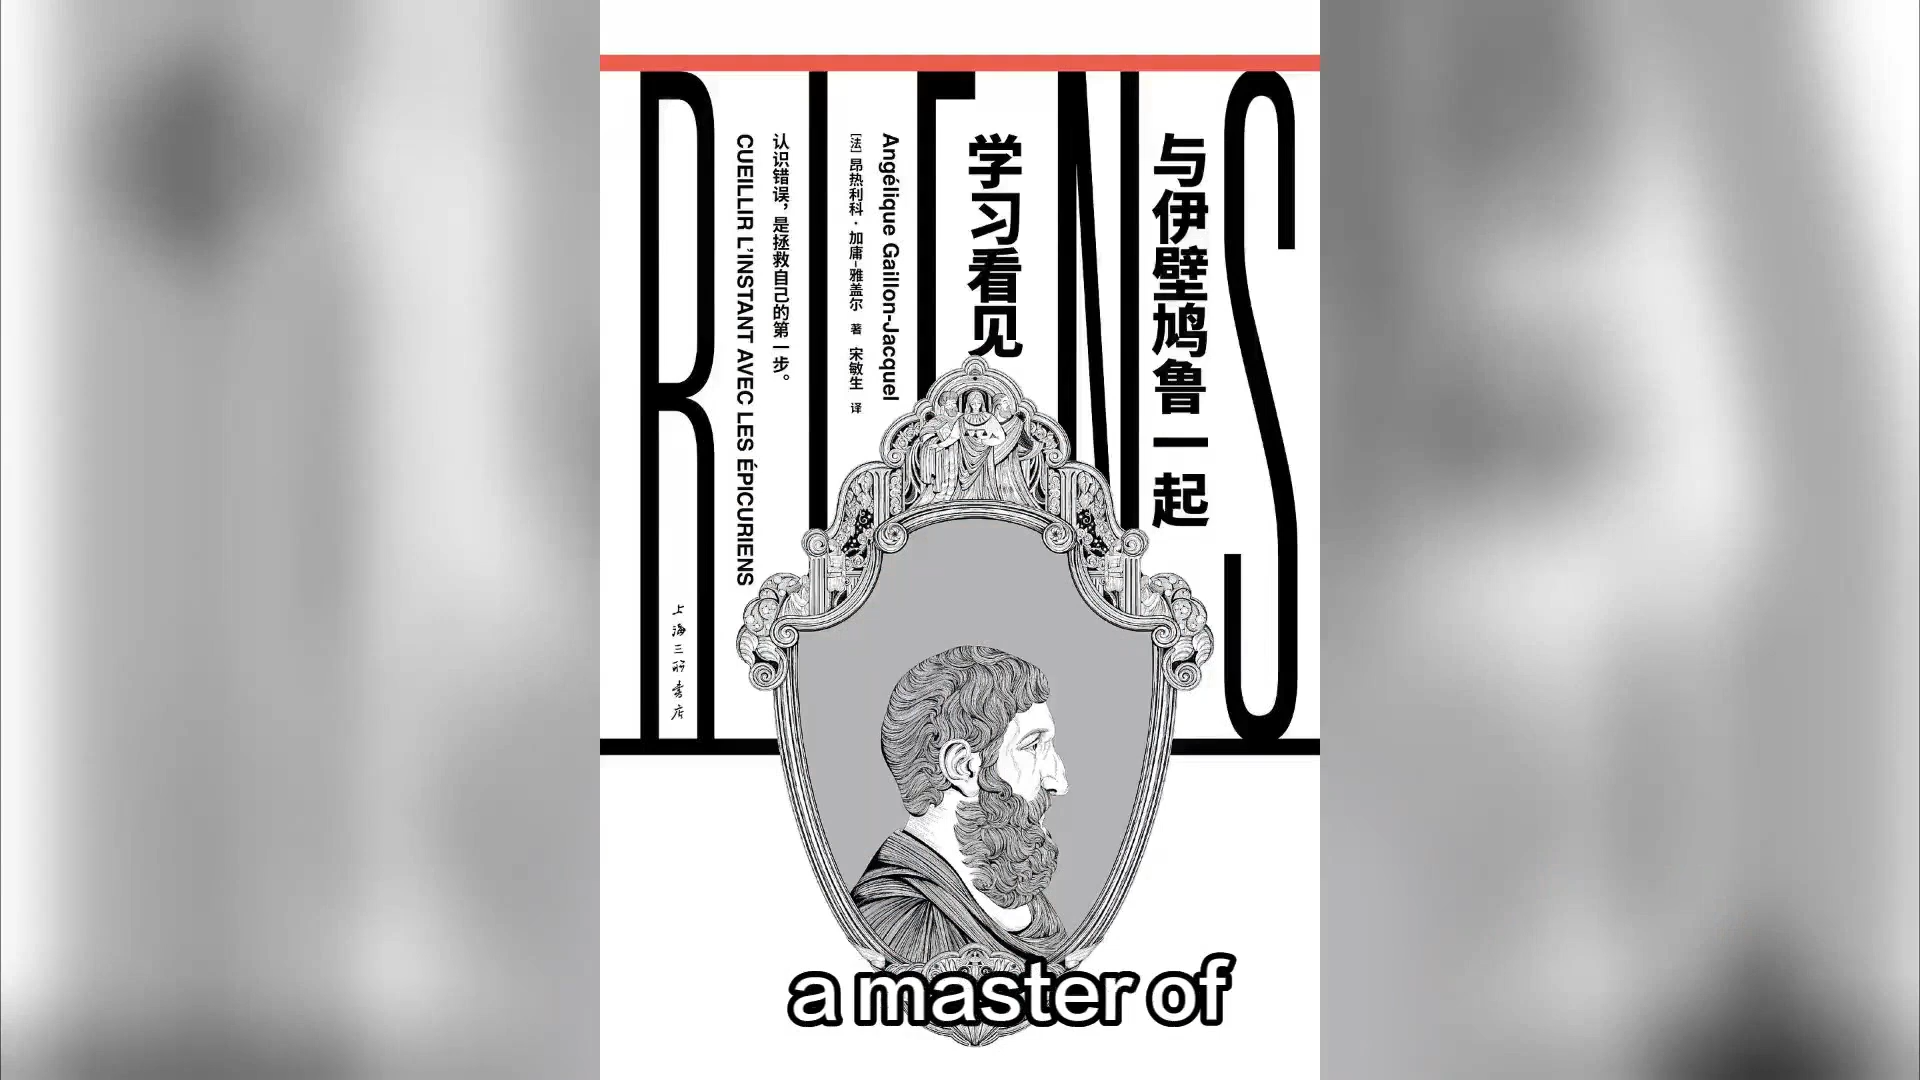 RIENS
与伊壁鸠鲁一起
学习看见
Angélique Gaillon-Jacquel
[法] 昂热利科·加庸-雅盖尔 著 宋敏生 译
认识错误，是拯救自己的第一步。
CUEILLIR L'INSTANT AVEC LES ÉPICURIENS
上海三联书店
a master of